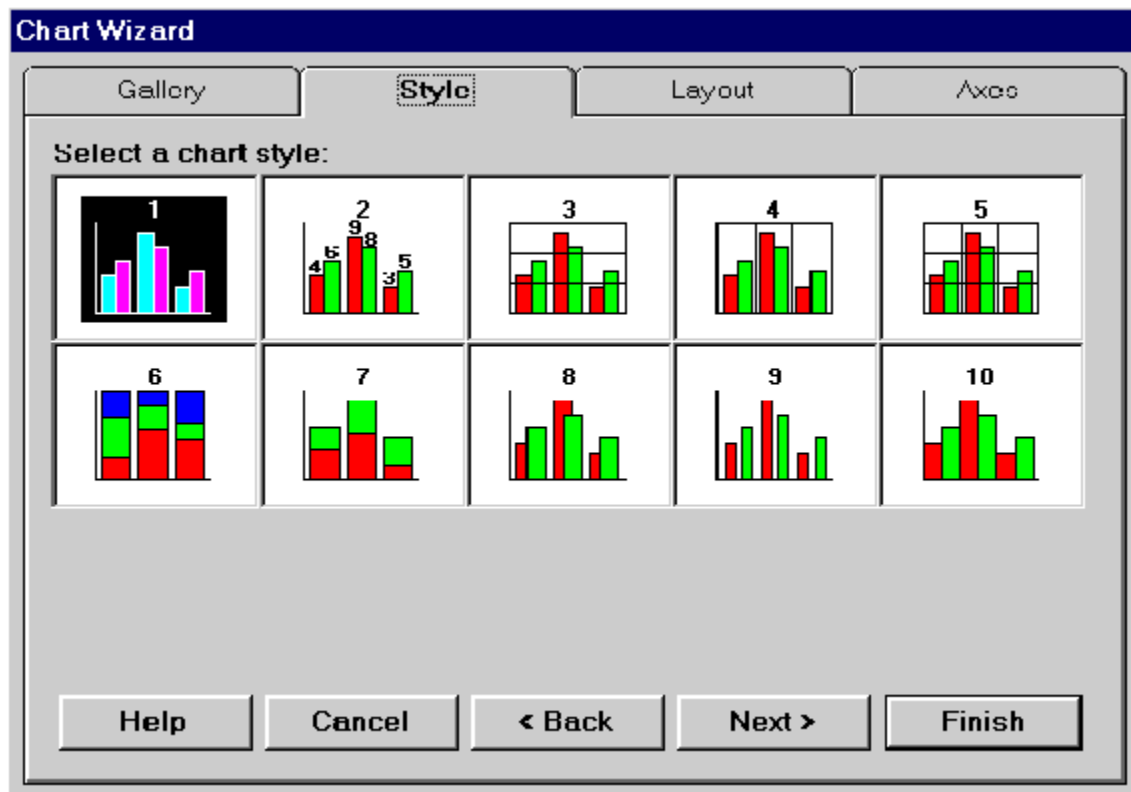 Chart Wizard
Gallery Style Layout Axes
Select a chart style:
1 2 3 4 5
4 6 9 8 3 5
6 7 8 9 10
Help Cancel < Back Next > Finish